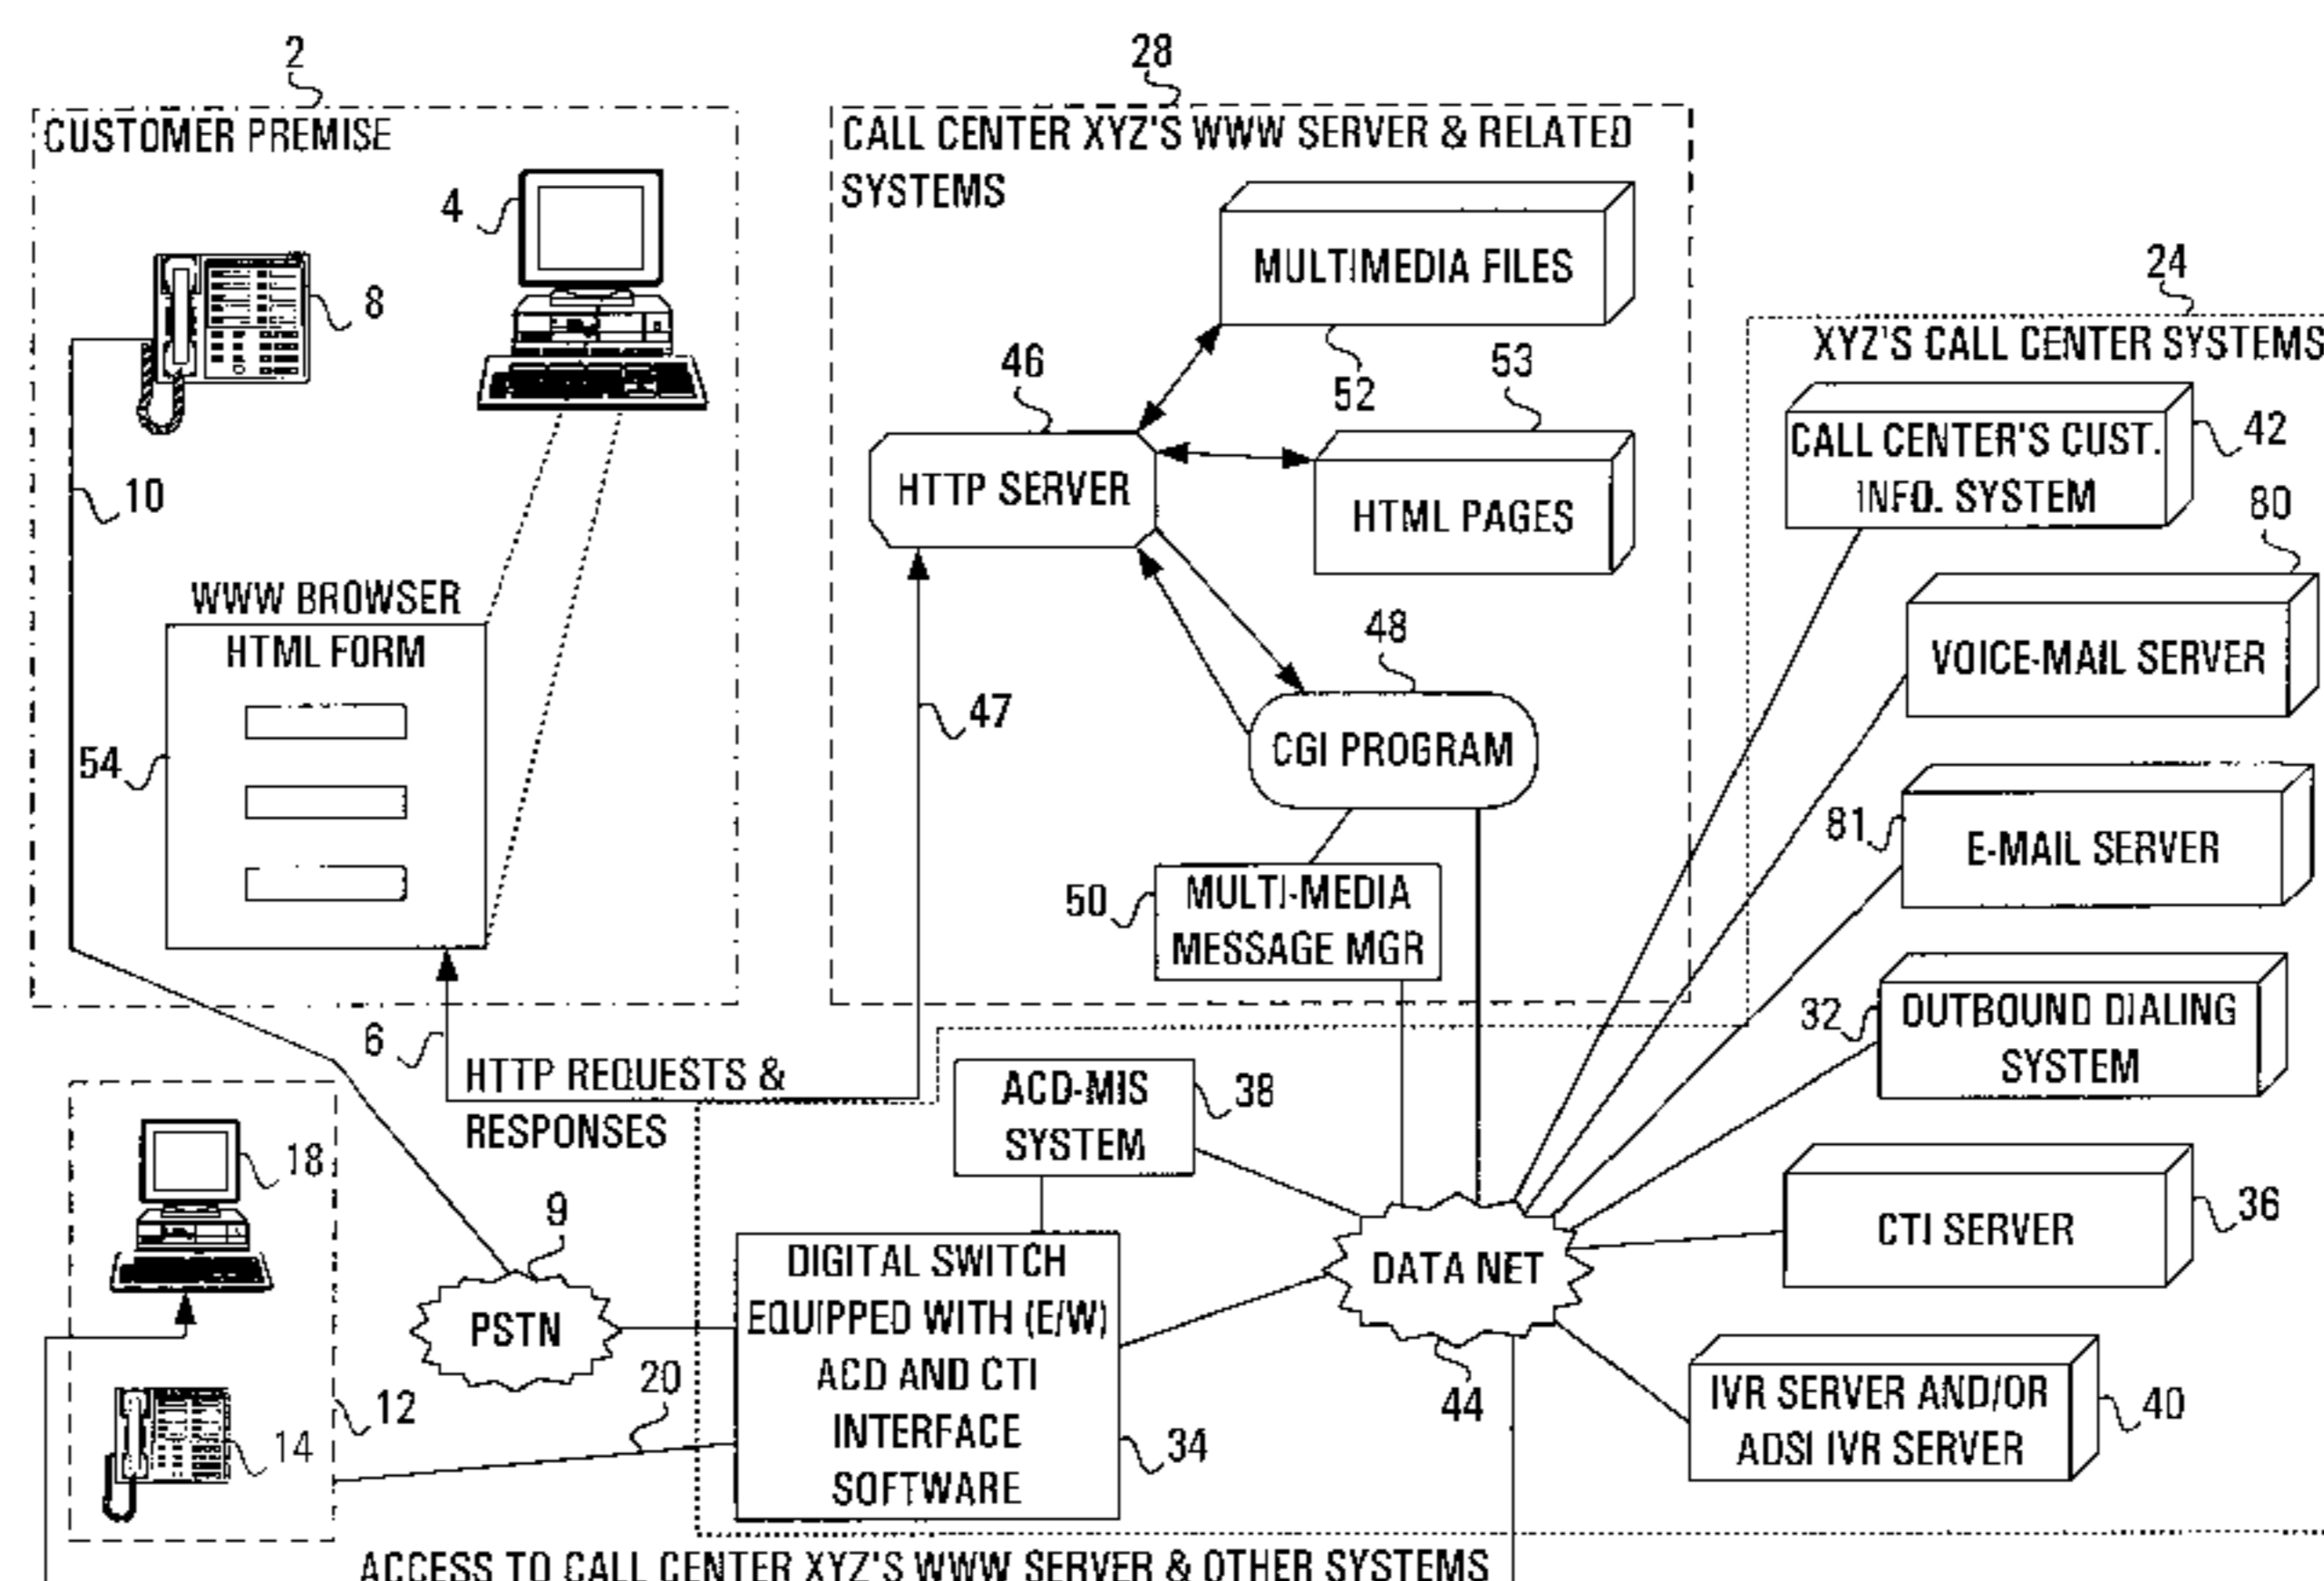 2
CUSTOMER PREMISE
4
8
10
WWW BROWSER
HTML FORM
54
6
HTTP REQUESTS &
RESPONSES
28
CALL CENTER XYZ'S WWW SERVER & RELATED
SYSTEMS
MULTIMEDIA FILES
52
53
46
HTTP SERVER
HTML PAGES
47
48
CGI PROGRAM
50
MULTI-MEDIA
MESSAGE MGR
24
XYZ'S CALL CENTER SYSTEMS
CALL CENTER'S CUST.
INFO. SYSTEM
42
80
VOICE-MAIL SERVER
81
E-MAIL SERVER
32
OUTBOUND DIALING
SYSTEM
CTI SERVER
36
IVR SERVER AND/OR
ADSI IVR SERVER
40
ACD-MIS
SYSTEM
38
DATA NET
44
18
14
12
9
PSTN
20
DIGITAL SWITCH
EQUIPPED WITH (E/W)
ACD AND CTI
INTERFACE
SOFTWARE
34
ACCESS TO CALL CENTER XYZ'S WWW SERVER & OTHER SYSTEMS